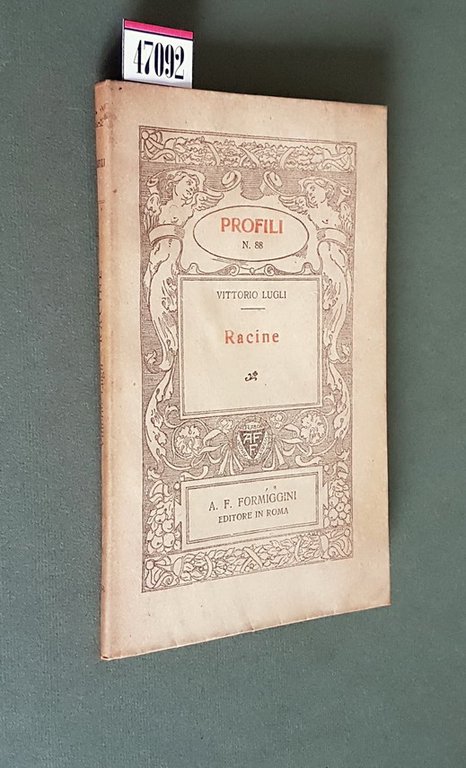 47092
PROFILI
N. 88
VITTORIO LUGLI
Racine
A. F. FORMIGGINI
EDITORE IN ROMA